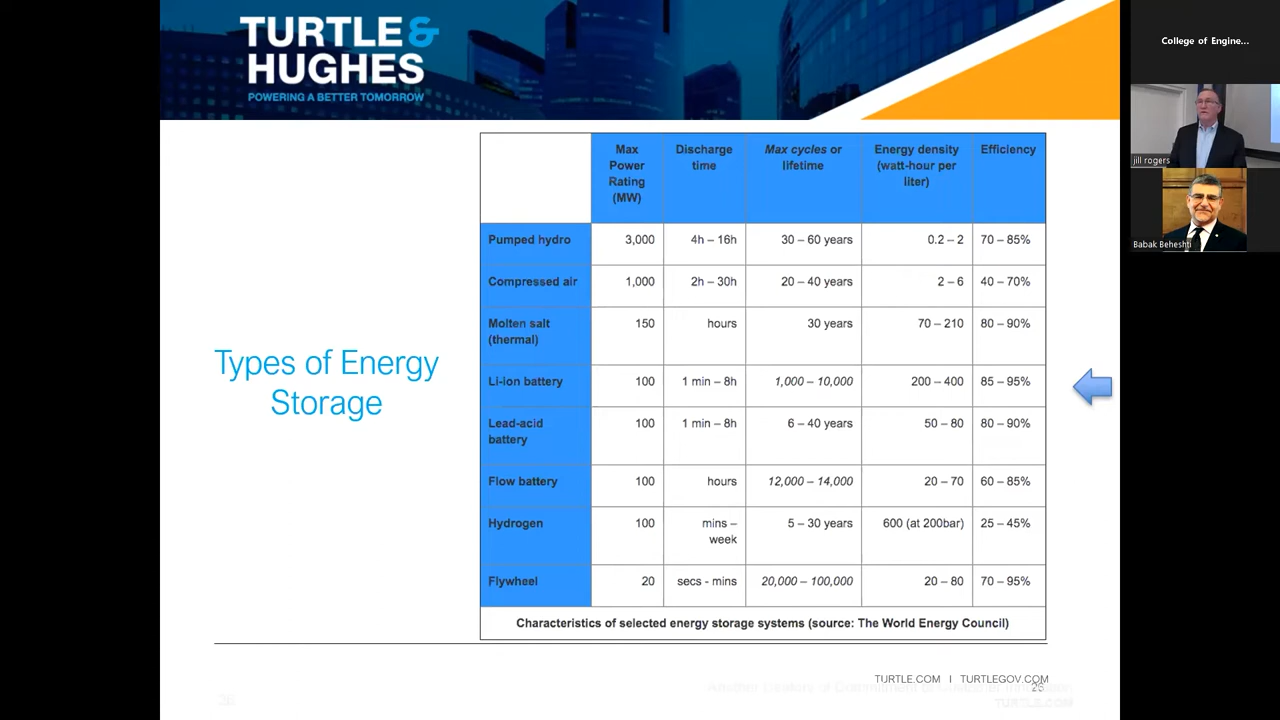 TURTLE&
HUGHES
POWERING A BETTER TOMORROW
College of Engine...
jill rogers
Babak Beheshti
Types of Energy
Storage
Max Power Rating (MW) Discharge time Max cycles or lifetime Energy density (watt-hour per liter) Efficiency
Pumped hydro 3,000 4h – 16h 30 – 60 years 0.2 – 2 70 – 85%
Compressed air 1,000 2h – 30h 20 – 40 years 2 – 6 40 – 70%
Molten salt (thermal) 150 hours 30 years 70 – 210 80 – 90%
Li-ion battery 100 1 min – 8h 1,000 – 10,000 200 – 400 85 – 95%
Lead-acid battery 100 1 min – 8h 6 – 40 years 50 – 80 80 – 90%
Flow battery 100 hours 12,000 – 14,000 20 – 70 60 – 85%
Hydrogen 100 mins – week 5 – 30 years 600 (at 200bar) 25 – 45%
Flywheel 20 secs - mins 20,000 – 100,000 20 – 80 70 – 95%
Characteristics of selected energy storage systems (source: The World Energy Council)
TURTLE.COM I TURTLEGOV.COM
26
TURTLE.COM